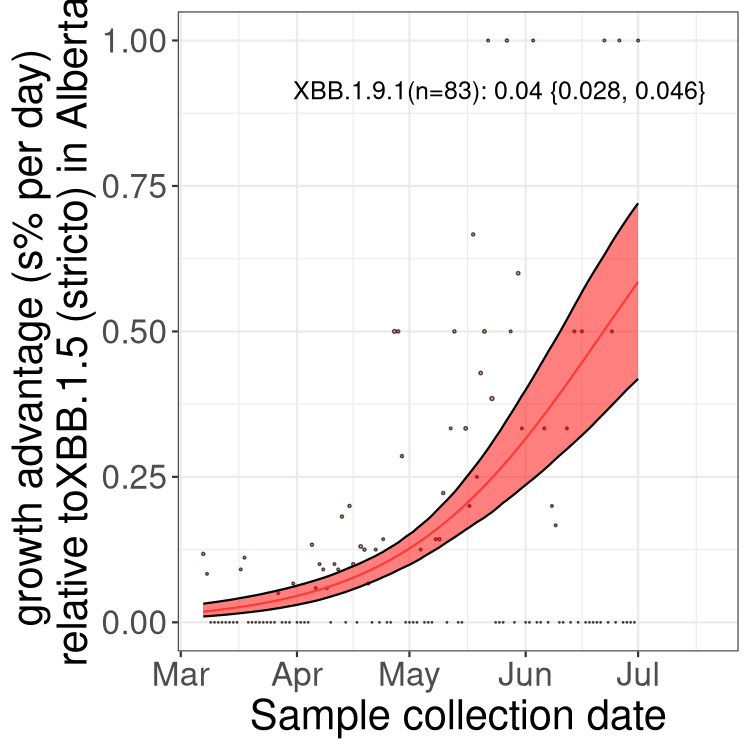 growth advantage (s% per day)
relative toXBB.1.5 (stricto) in Alberta
1.00
XBB.1.9.1(n=83): 0.04 {0.028, 0.046}
0.75
0.50
0.25
0.00
Mar Apr May Jun Jul
Sample collection date